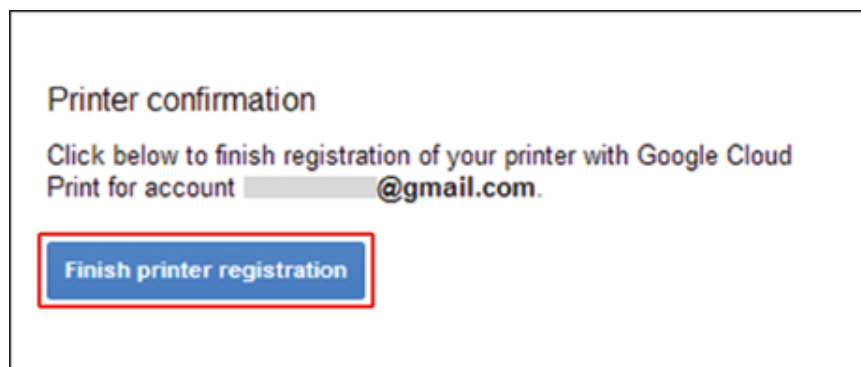 Printer confirmation
Click below to finish registration of your printer with Google Cloud
Print for account @gmail.com.
Finish printer registration